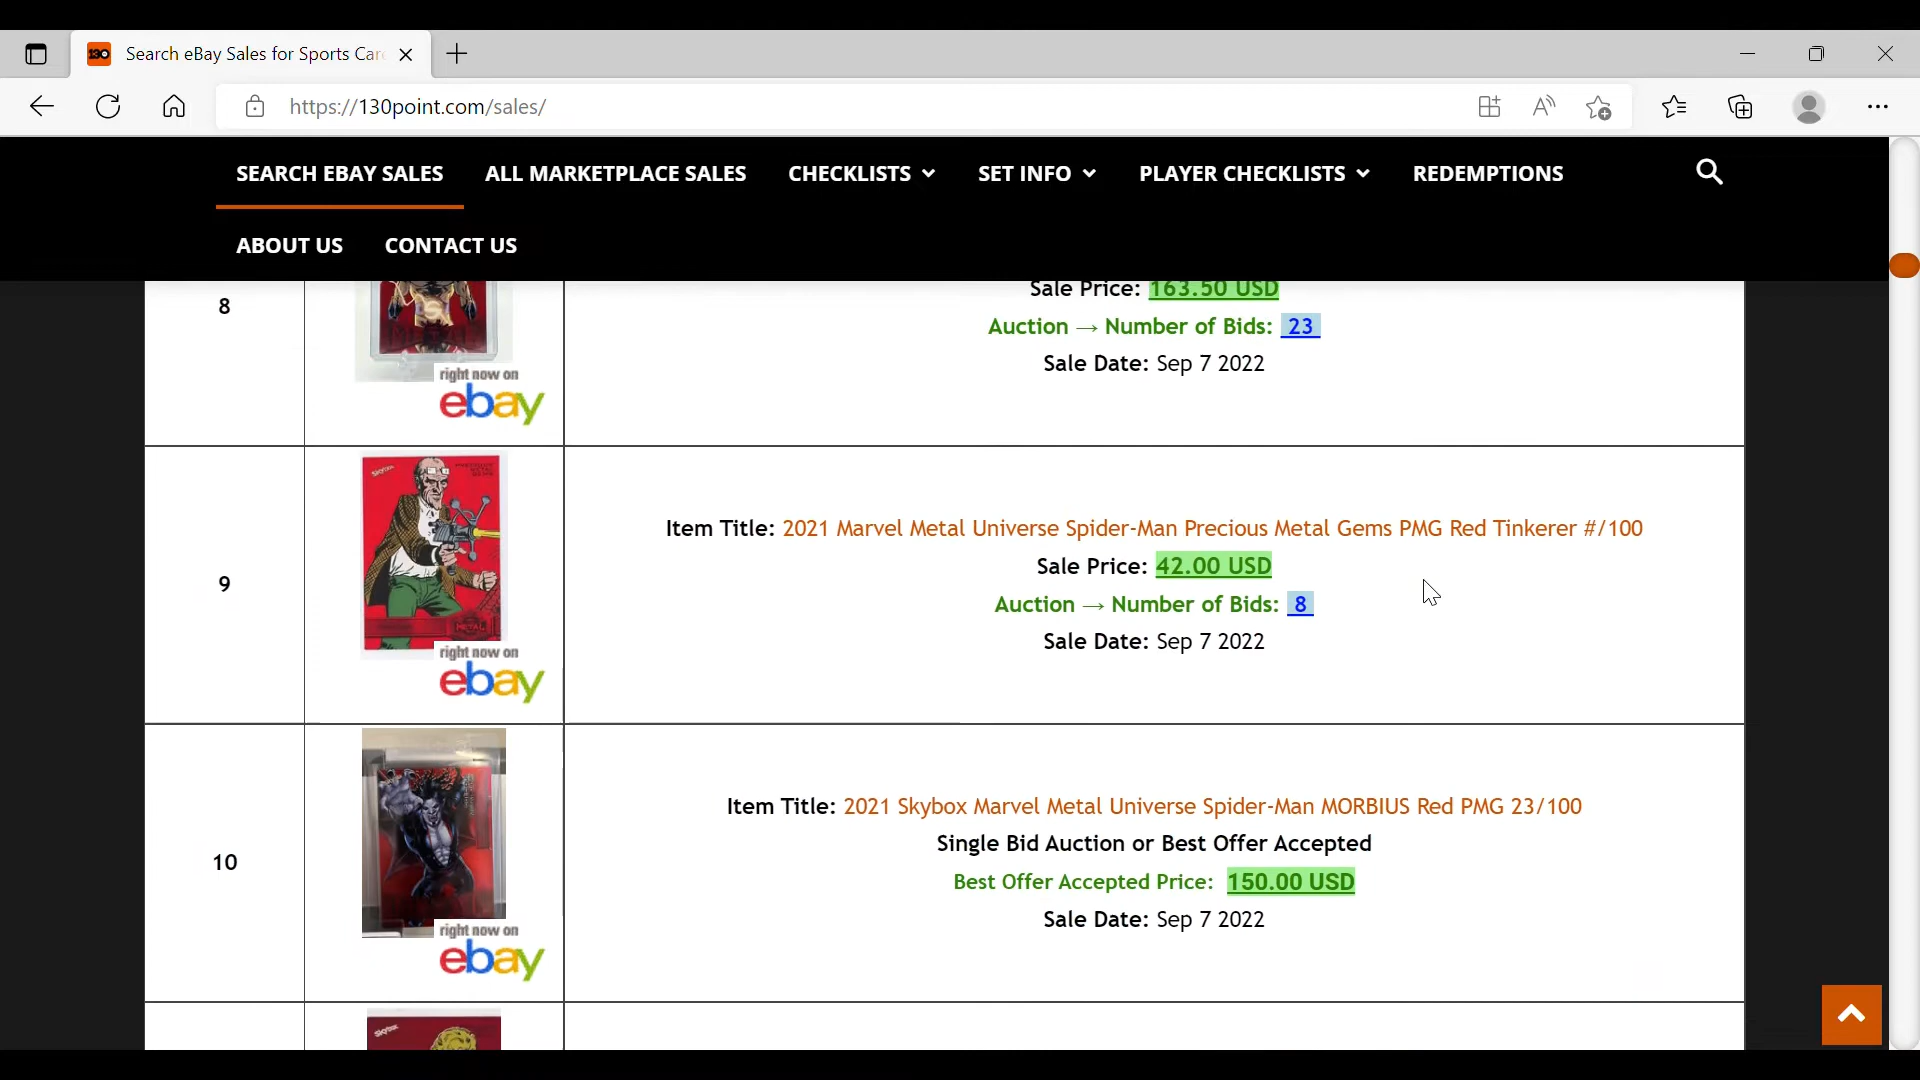 130 Search eBay Sales for Sports Car
https://130point.com/sales/
SEARCH EBAY SALES ALL MARKETPLACE SALES CHECKLISTS SET INFO PLAYER CHECKLISTS REDEMPTIONS
ABOUT US CONTACT US
8
Sale Price: 163.50 USD
Auction → Number of Bids: 23
Sale Date: Sep 7 2022
right now on
ebay
9
Skybox
METAL
Item Title: 2021 Marvel Metal Universe Spider-Man Precious Metal Gems PMG Red Tinkerer #/100
Sale Price: 42.00 USD
Auction → Number of Bids: 8
Sale Date: Sep 7 2022
right now on
ebay
10
Item Title: 2021 Skybox Marvel Metal Universe Spider-Man MORBIUS Red PMG 23/100
Single Bid Auction or Best Offer Accepted
Best Offer Accepted Price: 150.00 USD
Sale Date: Sep 7 2022
right now on
ebay
Skybox